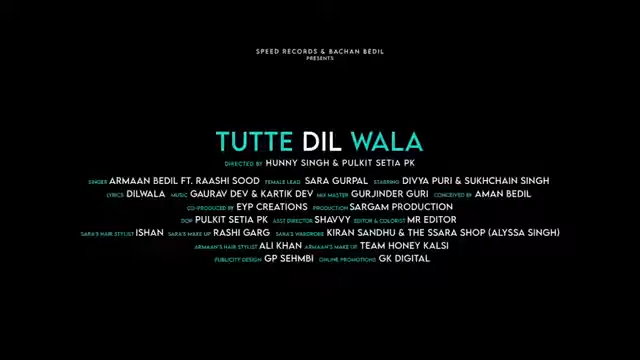 SPEED RECORDS & BACHAN BEDIL
PRESENTS
TUTTE DIL WALA
DIRECTED BY HUNNY SINGH & PULKIT SETIA PK
SINGER ARMAAN BEDIL FT. RAASHI SOOD FEMALE LEAD SARA GURPAL STARRING DIVYA PURI & SUKHCHAIN SINGH
LYRICS DILWALA MUSIC GAURAV DEV & KARTIK DEV MIX MASTER GURJINDER GURI CONCEIVED BY AMAN BEDIL
CO-PRODUCED BY EYP CREATIONS PRODUCTION SARGAM PRODUCTION
DOP PULKIT SETIA PK ASST DIRECTOR SHAVVY EDITOR & COLORIST MR EDITOR
SARA'S HAIR STYLIST ISHAN SARA'S MAKE UP RASHI GARG SARA'S WARDROBE KIRAN SANDHU & THE SSARA SHOP (ALYSSA SINGH)
ARMAAN'S HAIR STYLIST ALI KHAN ARMAAN'S MAKE UP TEAM HONEY KALSI
PUBLICITY DESIGN GP SEHMBI ONLINE PROMOTIONS GK DIGITAL